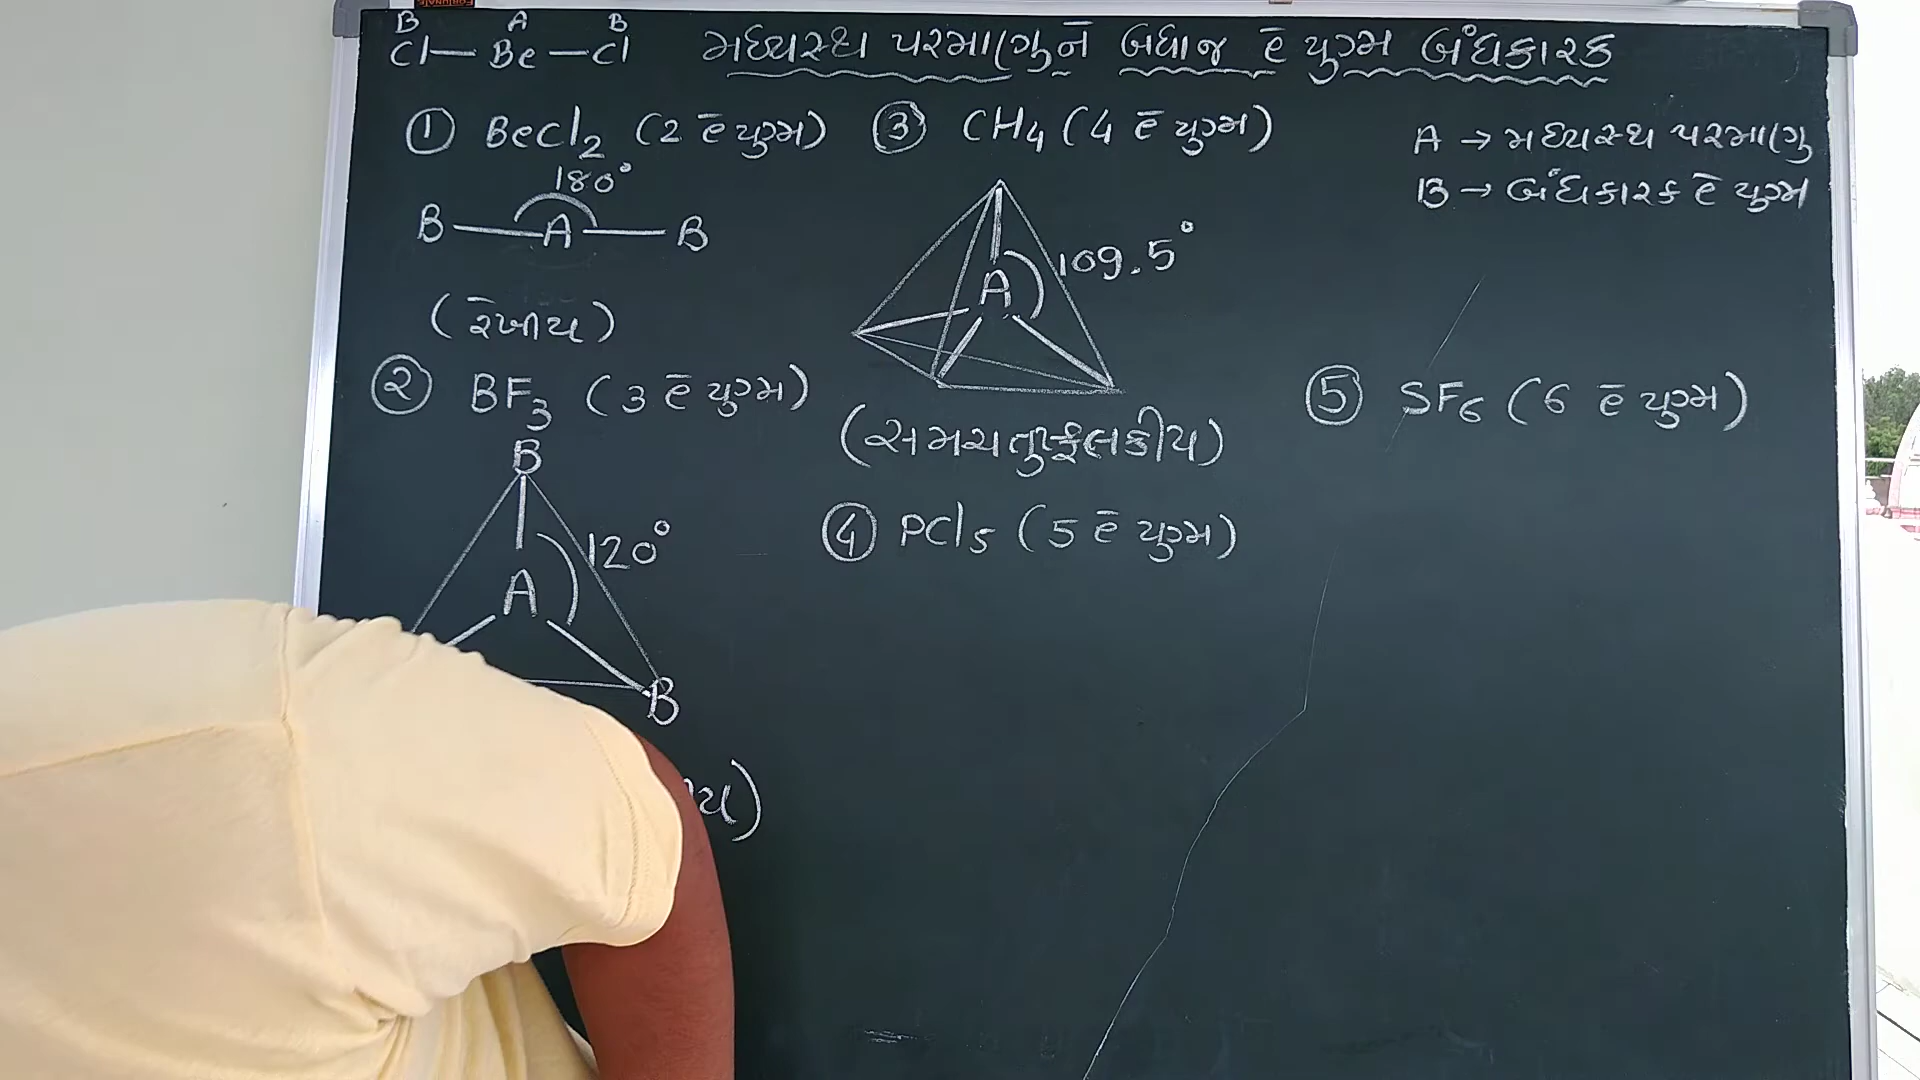 B A B
Cl—Be—Cl
મધ્યસ્થ પરમાણુને બધાજ ē યુગ્મ બંધકારક
① BeCl₂ (2 ē યુગ્મ)
180°
B A B
(રેખીય)
② BF₃ (3 ē યુગ્મ)
B
120°
A
B
③ CH₄ (4 ē યુગ્મ)
A
109.5°
(સમચતુષ્ફલકીય)
④ PCl₅ (5 ē યુગ્મ)
A → મધ્યસ્થ પરમાણુ
B → બંધકારક ē યુગ્મ
⑤ SF₆ (6 ē યુગ્મ)